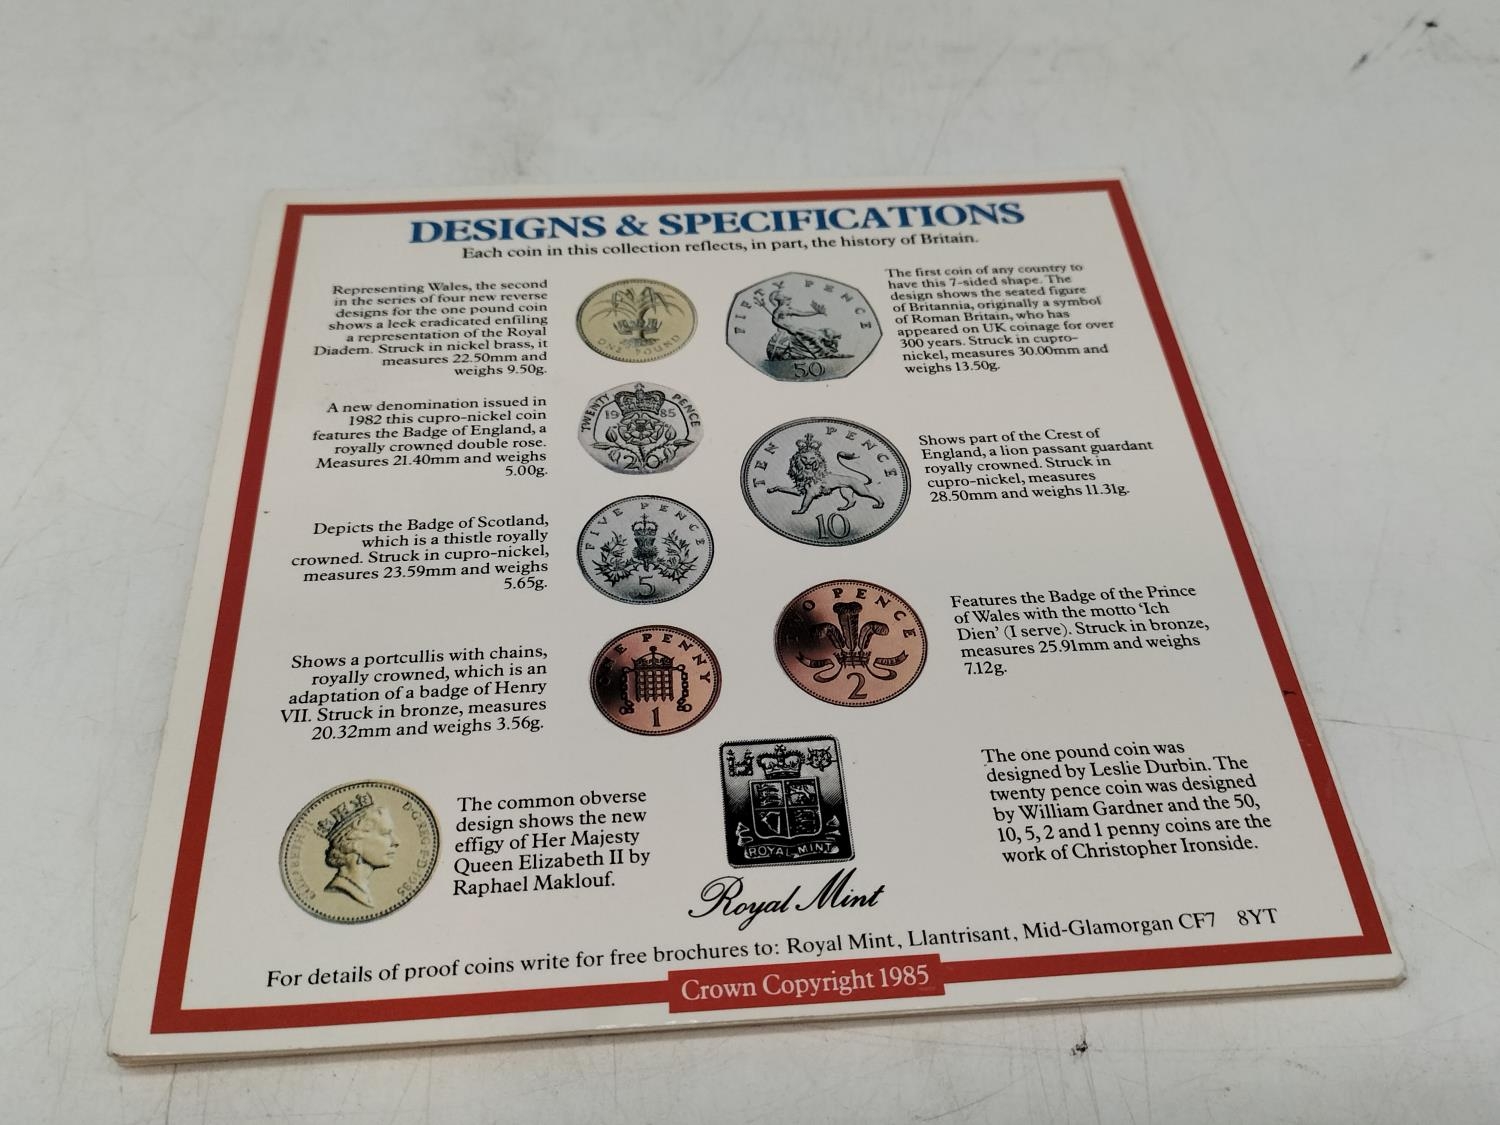 DESIGNS & SPECIFICATIONS
Each coin in this collection reflects, in part, the history of Britain.
Representing Wales, the second
in the series of four new reverse
designs for the one pound coin
shows a leek eradicated enfiling
a representation of the Royal
Diadem. Struck in nickel brass, it
measures 22.50mm and
weighs 9.50g.
ONE POUND
FIFTY PENCE
50
The first coin of any country to
have this 7-sided shape. The
design shows the seated figure
of Britannia, originally a symbol
of Roman Britain, who has
appeared on UK coinage for over
300 years. Struck in cupro-
nickel, measures 30.00mm and
weighs 13.50g.
A new denomination issued in
1982 this cupro-nickel coin
features the Badge of England, a
royally crowned double rose.
Measures 21.40mm and weighs
5.00g.
TWENTY PENCE
1985
20
TEN PENCE
10
Shows part of the Crest of
England, a lion passant guardant
royally crowned. Struck in
cupro-nickel, measures
28.50mm and weighs 11.31g.
Depicts the Badge of Scotland,
which is a thistle royally
crowned. Struck in cupro-nickel,
measures 23.59mm and weighs
5.65g.
FIVE PENCE
5
TWO PENCE
2
Features the Badge of the Prince
of Wales with the motto 'Ich
Dien' (I serve). Struck in bronze,
measures 25.91mm and weighs
7.12g.
Shows a portcullis with chains,
royally crowned, which is an
adaptation of a badge of Henry
VII. Struck in bronze, measures
20.32mm and weighs 3.56g.
ONE PENNY
1
ELIZABETH II D·G·REG·F·D·1985
The common obverse
design shows the new
effigy of Her Majesty
Queen Elizabeth II by
Raphael Maklouf.
ROYAL MINT
Royal Mint
The one pound coin was
designed by Leslie Durbin. The
twenty pence coin was designed
by William Gardner and the 50,
10, 5, 2 and 1 penny coins are the
work of Christopher Ironside.
For details of proof coins write for free brochures to: Royal Mint, Llantrisant, Mid-Glamorgan CF7 8YT
Crown Copyright 1985